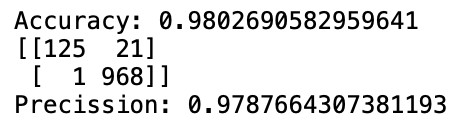 Accuracy: 0.9802690582959641
[[125  21]
 [  1 968]]
Precission: 0.9787664307381193